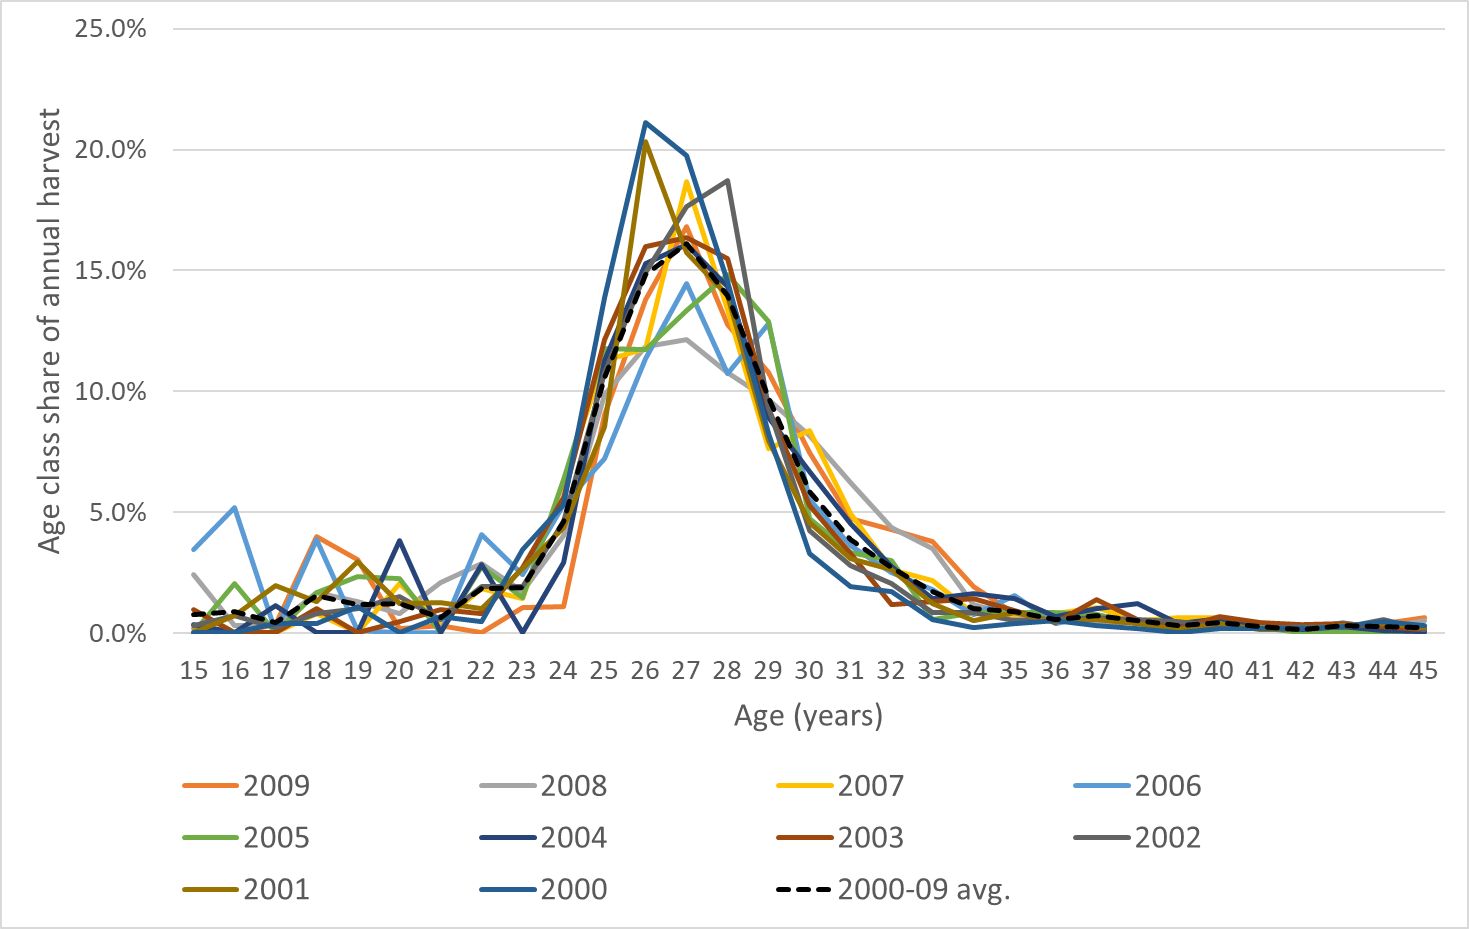 25.0%
20.0%
15.0%
10.0%
5.0%
0.0%
Age class share of annual harvest
15 16 17 18 19 20 21 22 23 24 25 26 27 28 29 30 31 32 33 34 35 36 37 38 39 40 41 42 43 44 45
Age (years)
2009 2008 2007 2006
2005 2004 2003 2002
2001 2000 2000-09 avg.